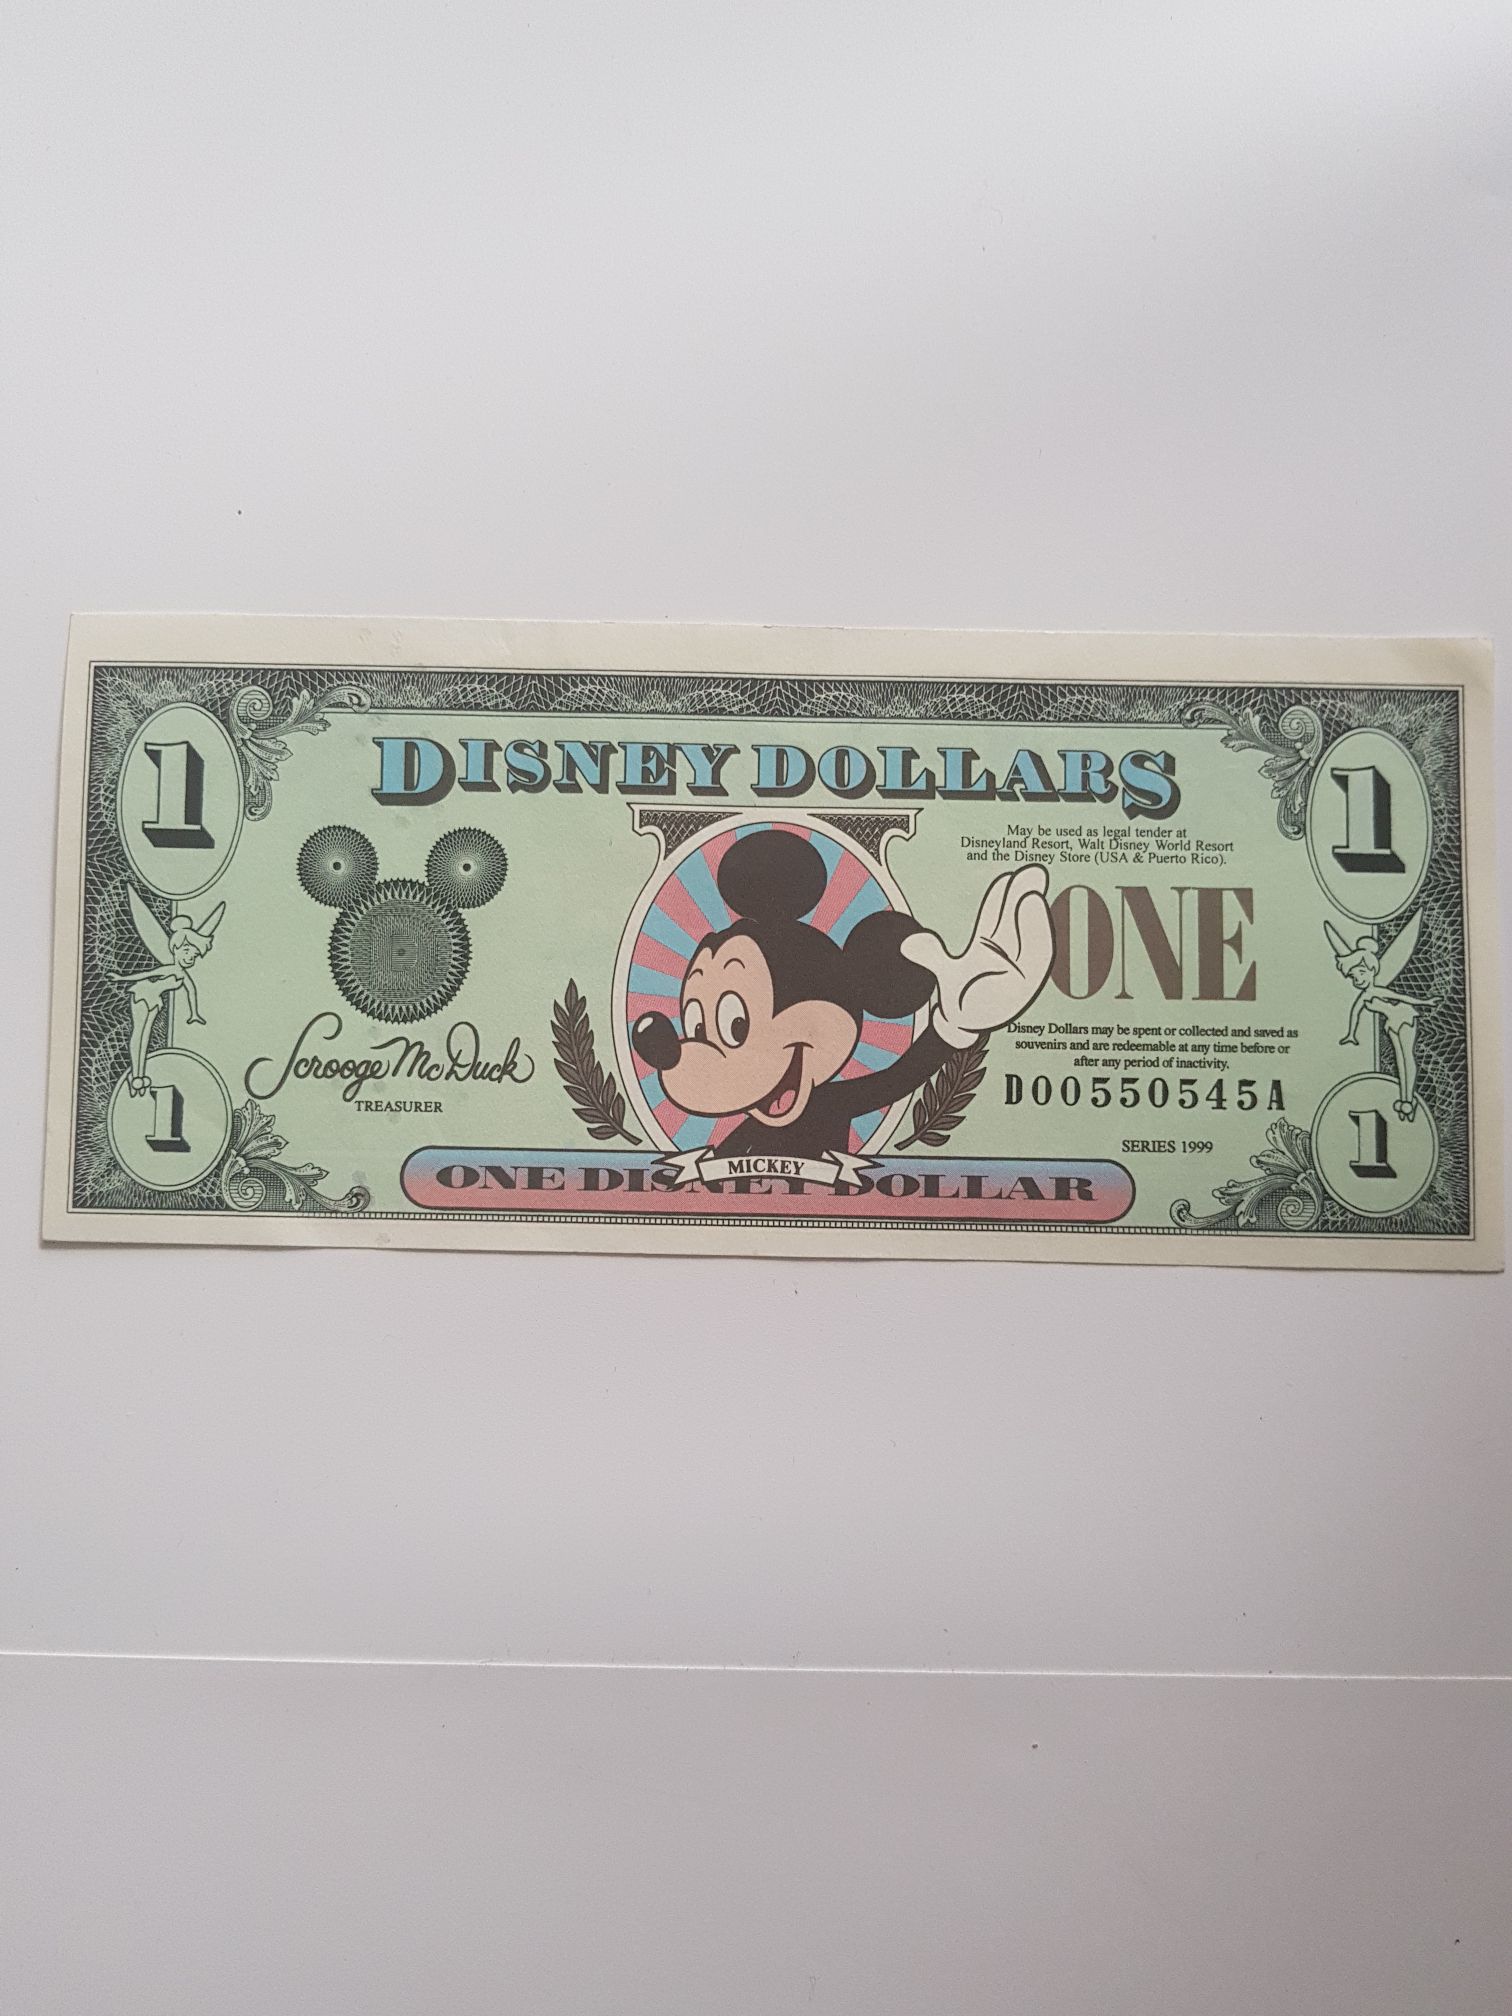 1
DISNEY DOLLARS
1
May be used as legal tender at
Disneyland Resort, Walt Disney World Resort
and the Disney Store (USA & Puerto Rico).
D
ONE
Scrooge McDuck
TREASURER
Disney Dollars may be spent or collected and saved as
souvenirs and are redeemable at any time before or
after any period of inactivity.
D00550545A
1
SERIES 1999
1
MICKEY
ONE DISNEY DOLLAR